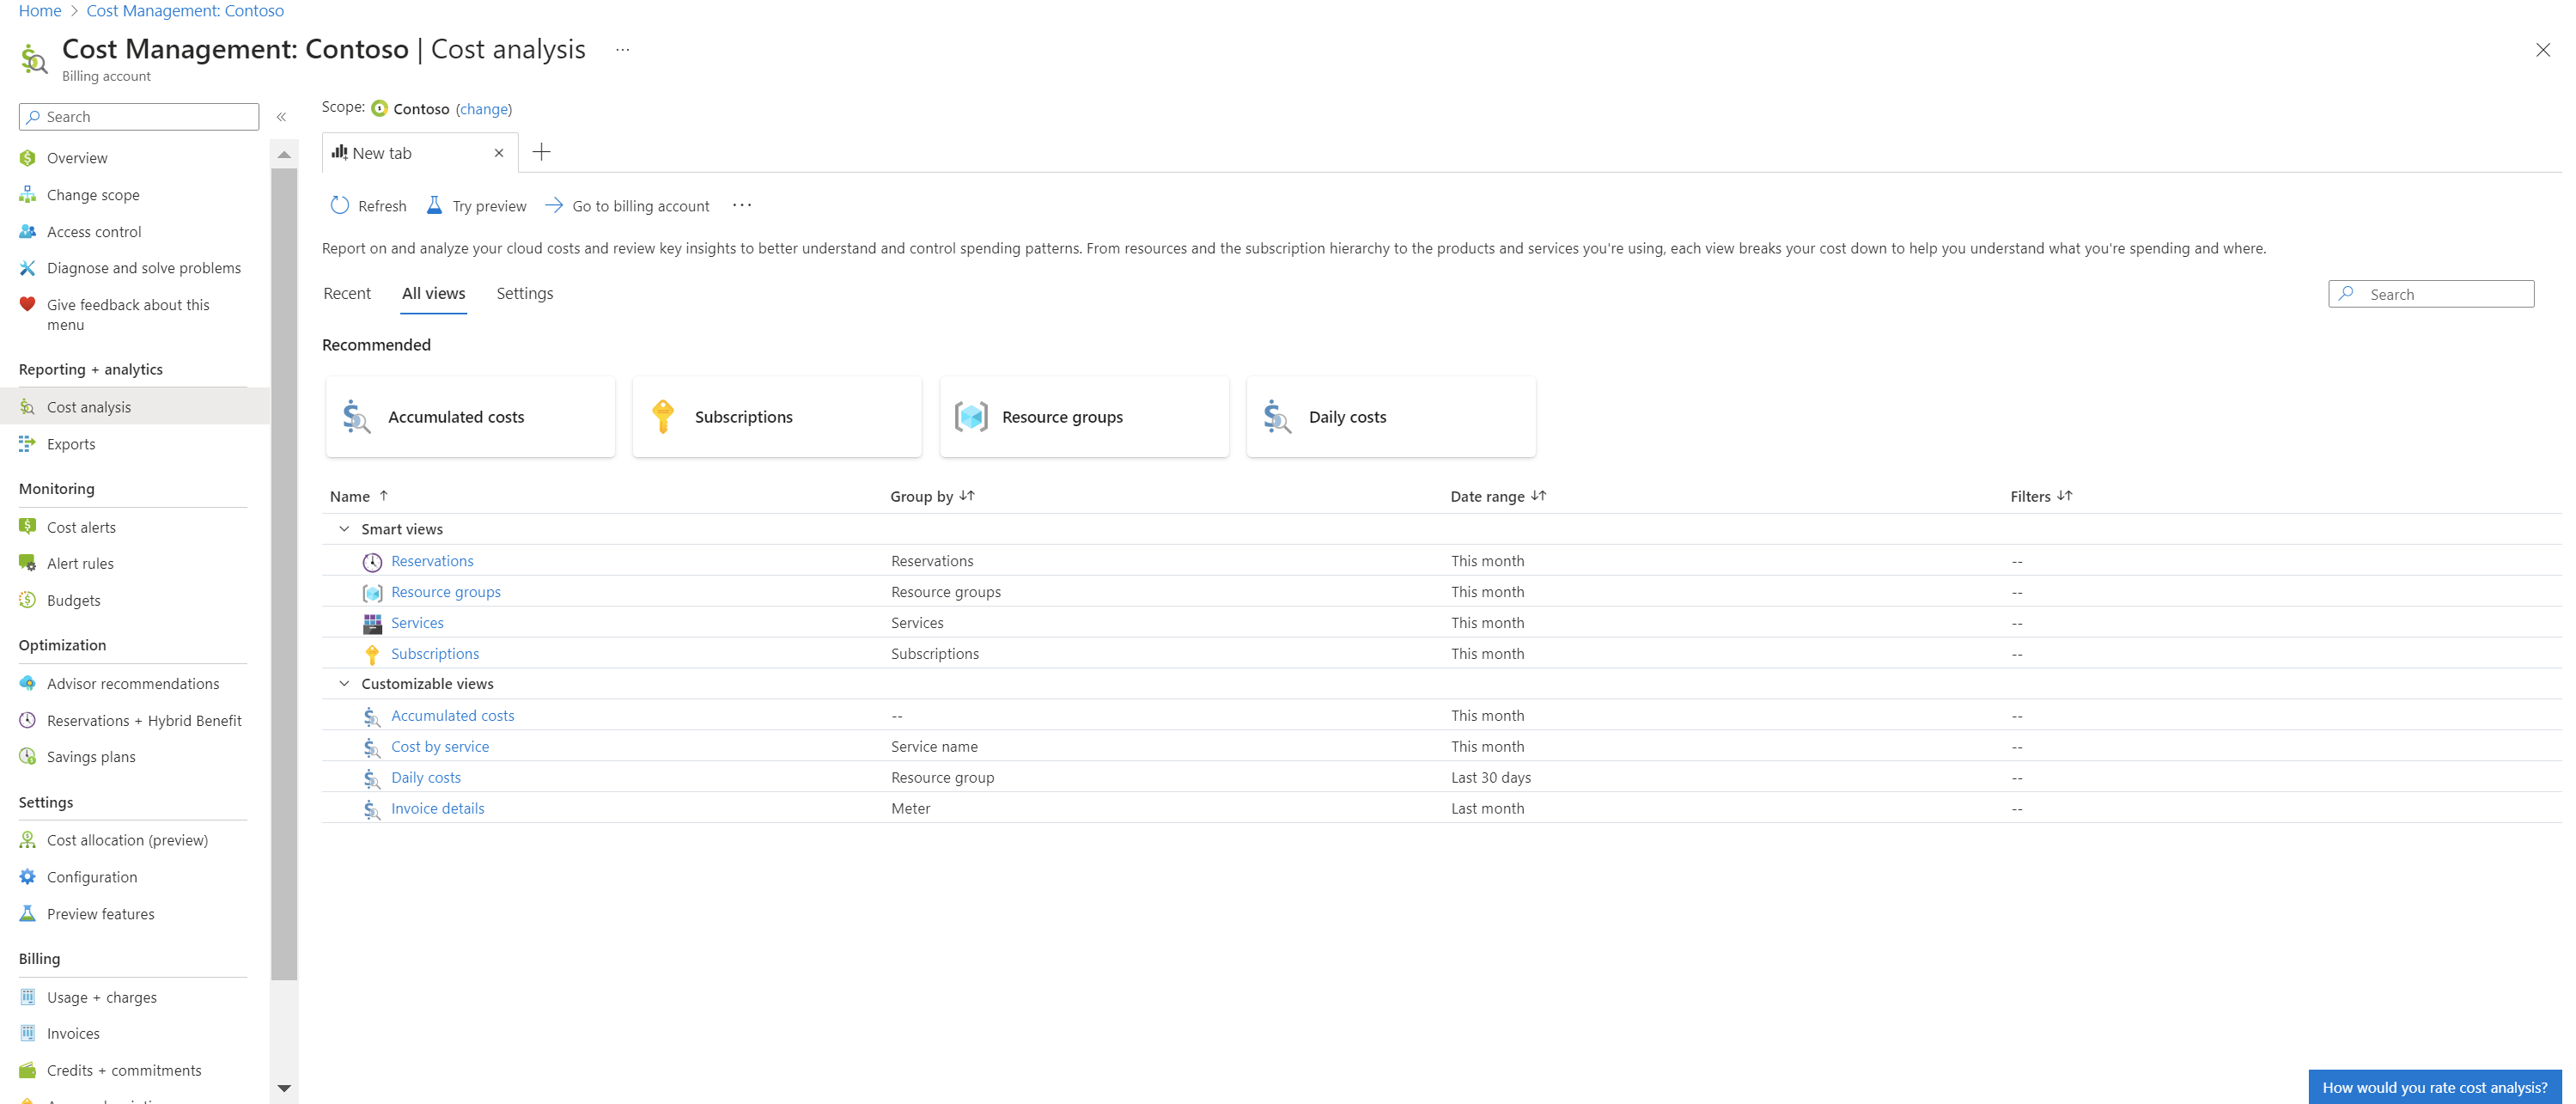 Home > Cost Management: Contoso
Cost Management: Contoso | Cost analysis ...
Billing account
Search «
Overview
Change scope
Access control
Diagnose and solve problems
Give feedback about this
menu
Reporting + analytics
Cost analysis
Exports
Monitoring
Cost alerts
Alert rules
Budgets
Optimization
Advisor recommendations
Reservations + Hybrid Benefit
Savings plans
Settings
Cost allocation (preview)
Configuration
Preview features
Billing
Usage + charges
Invoices
Credits + commitments
Scope: Contoso (change)
New tab
Refresh Try preview Go to billing account ...
Report on and analyze your cloud costs and review key insights to better understand and control spending patterns. From resources and the subscription hierarchy to the products and services you're using, each view breaks your cost down to help you understand what you're spending and where.
Recent All views Settings Search
Recommended
Accumulated costs Subscriptions Resource groups Daily costs
Name ↑ Group by ↓↑ Date range ↓↑ Filters ↓↑
Smart views
Reservations Reservations This month --
Resource groups Resource groups This month --
Services Services This month --
Subscriptions Subscriptions This month --
Customizable views
Accumulated costs -- This month --
Cost by service Service name This month --
Daily costs Resource group Last 30 days --
Invoice details Meter Last month --
How would you rate cost analysis?